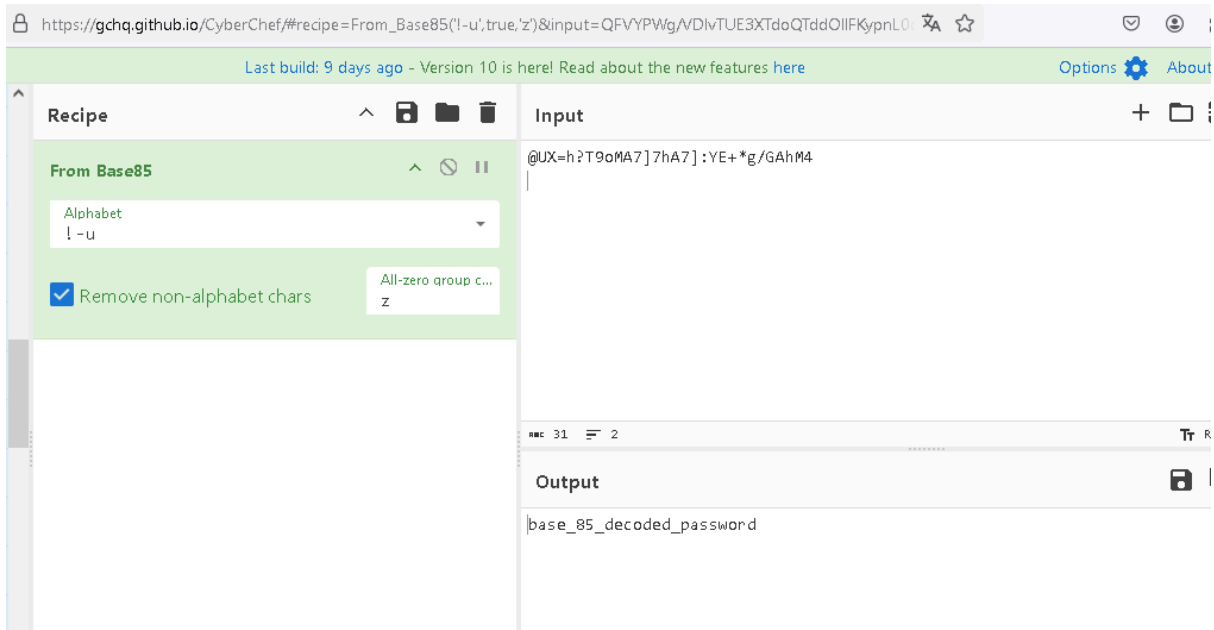 https://gchq.github.io/CyberChef/#recipe=From_Base85('!-u',true,'z')&input=QFVYPWg/VDlvTUE3XTdoQTddOllFKypnL0
Last build: 9 days ago - Version 10 is here! Read about the new features here
Options
About
Recipe
Input
From Base85
Alphabet
!-u
Remove non-alphabet chars
All-zero group c...
z
@UX=h?T9oMA7]7hA7]:YE+*g/GAhM4
REC 31
2
Tт R
Output
base_85_decoded_password